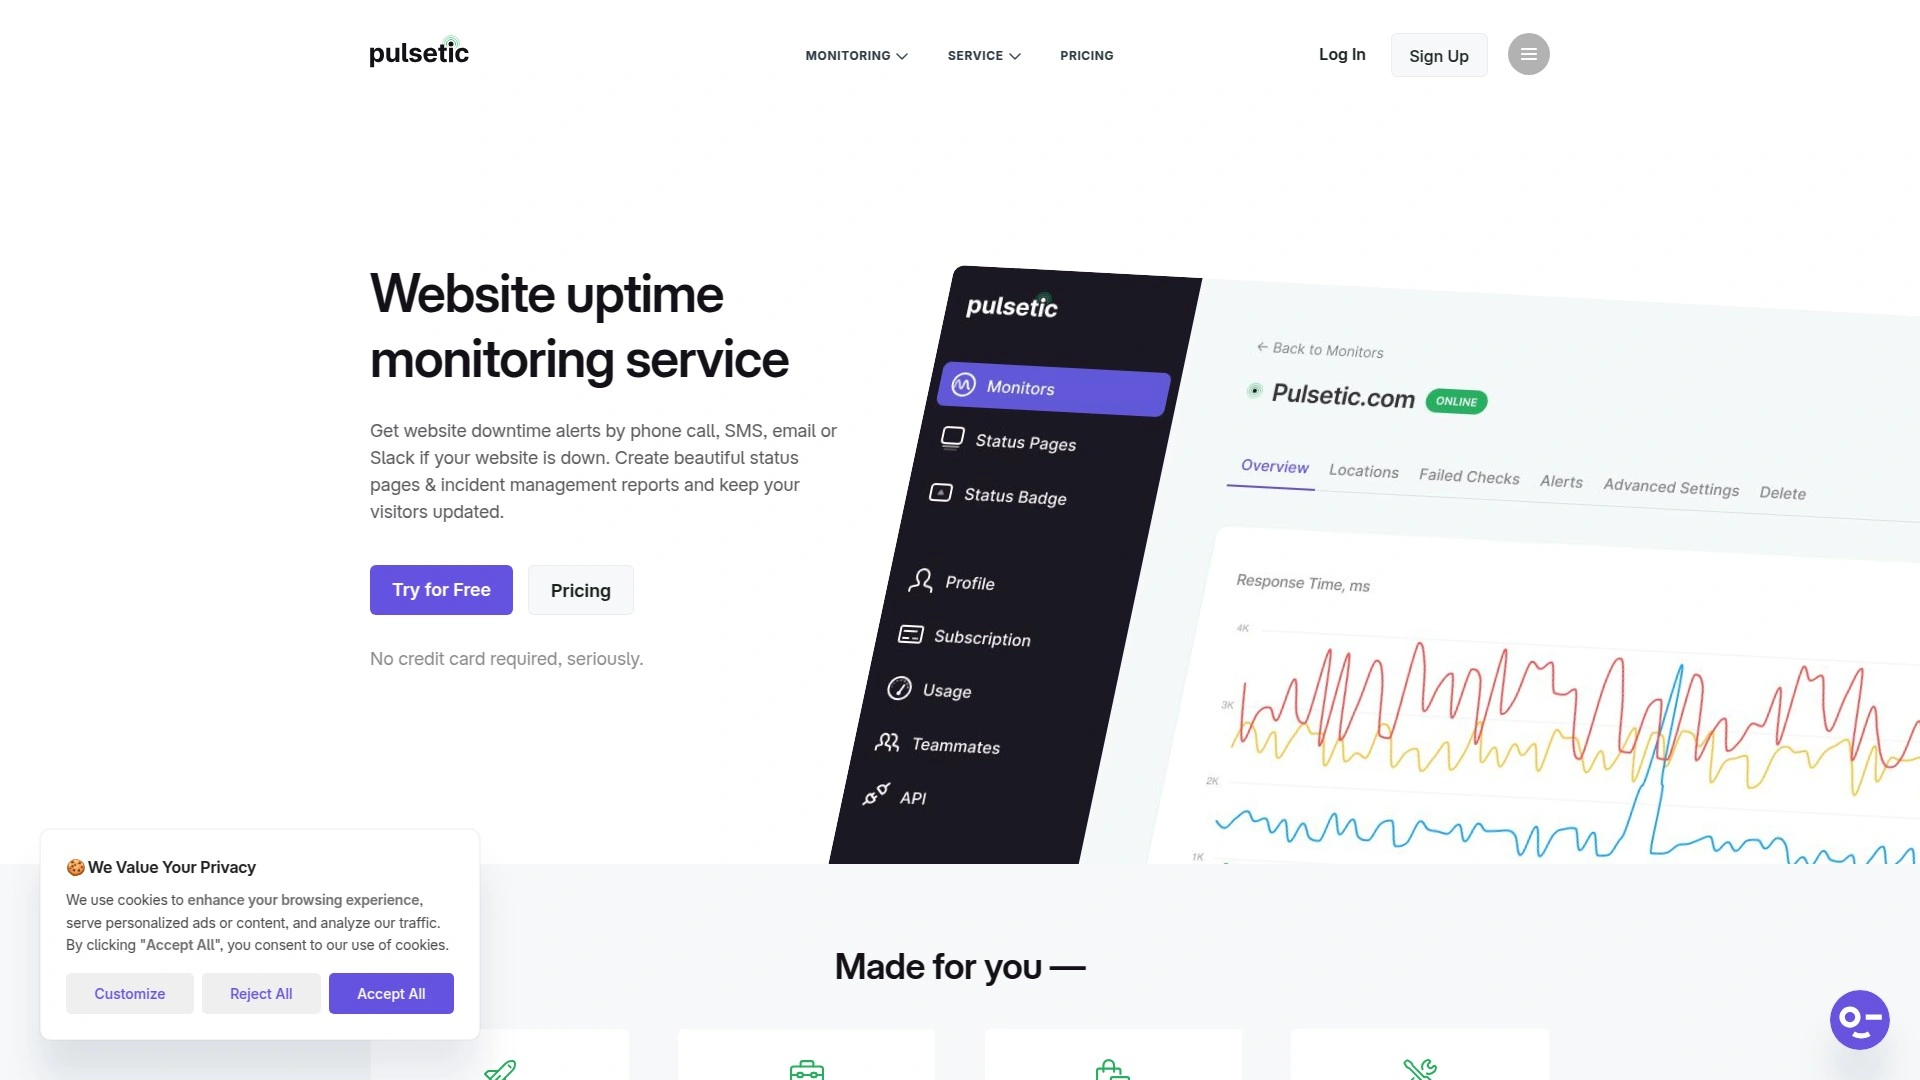 pulsetic
MONITORING
SERVICE
PRICING
Log In
Sign Up
Website uptime
monitoring service
Get website downtime alerts by phone call, SMS, email or
Slack if your website is down. Create beautiful status
pages & incident management reports and keep your
visitors updated.
Try for Free
Pricing
No credit card required, seriously.
pulsetic
Monitors
Status Pages
Status Badge
Profile
Subscription
Usage
Teammates
API
← Back to Monitors
Pulsetic.com ONLINE
Overview Locations Failed Checks Alerts Advanced Settings Delete
Response Time, ms
4K
3K
2K
1K
🍪 We Value Your Privacy
We use cookies to enhance your browsing experience,
serve personalized ads or content, and analyze our traffic.
By clicking "Accept All", you consent to our use of cookies.
Customize
Reject All
Accept All
Made for you —